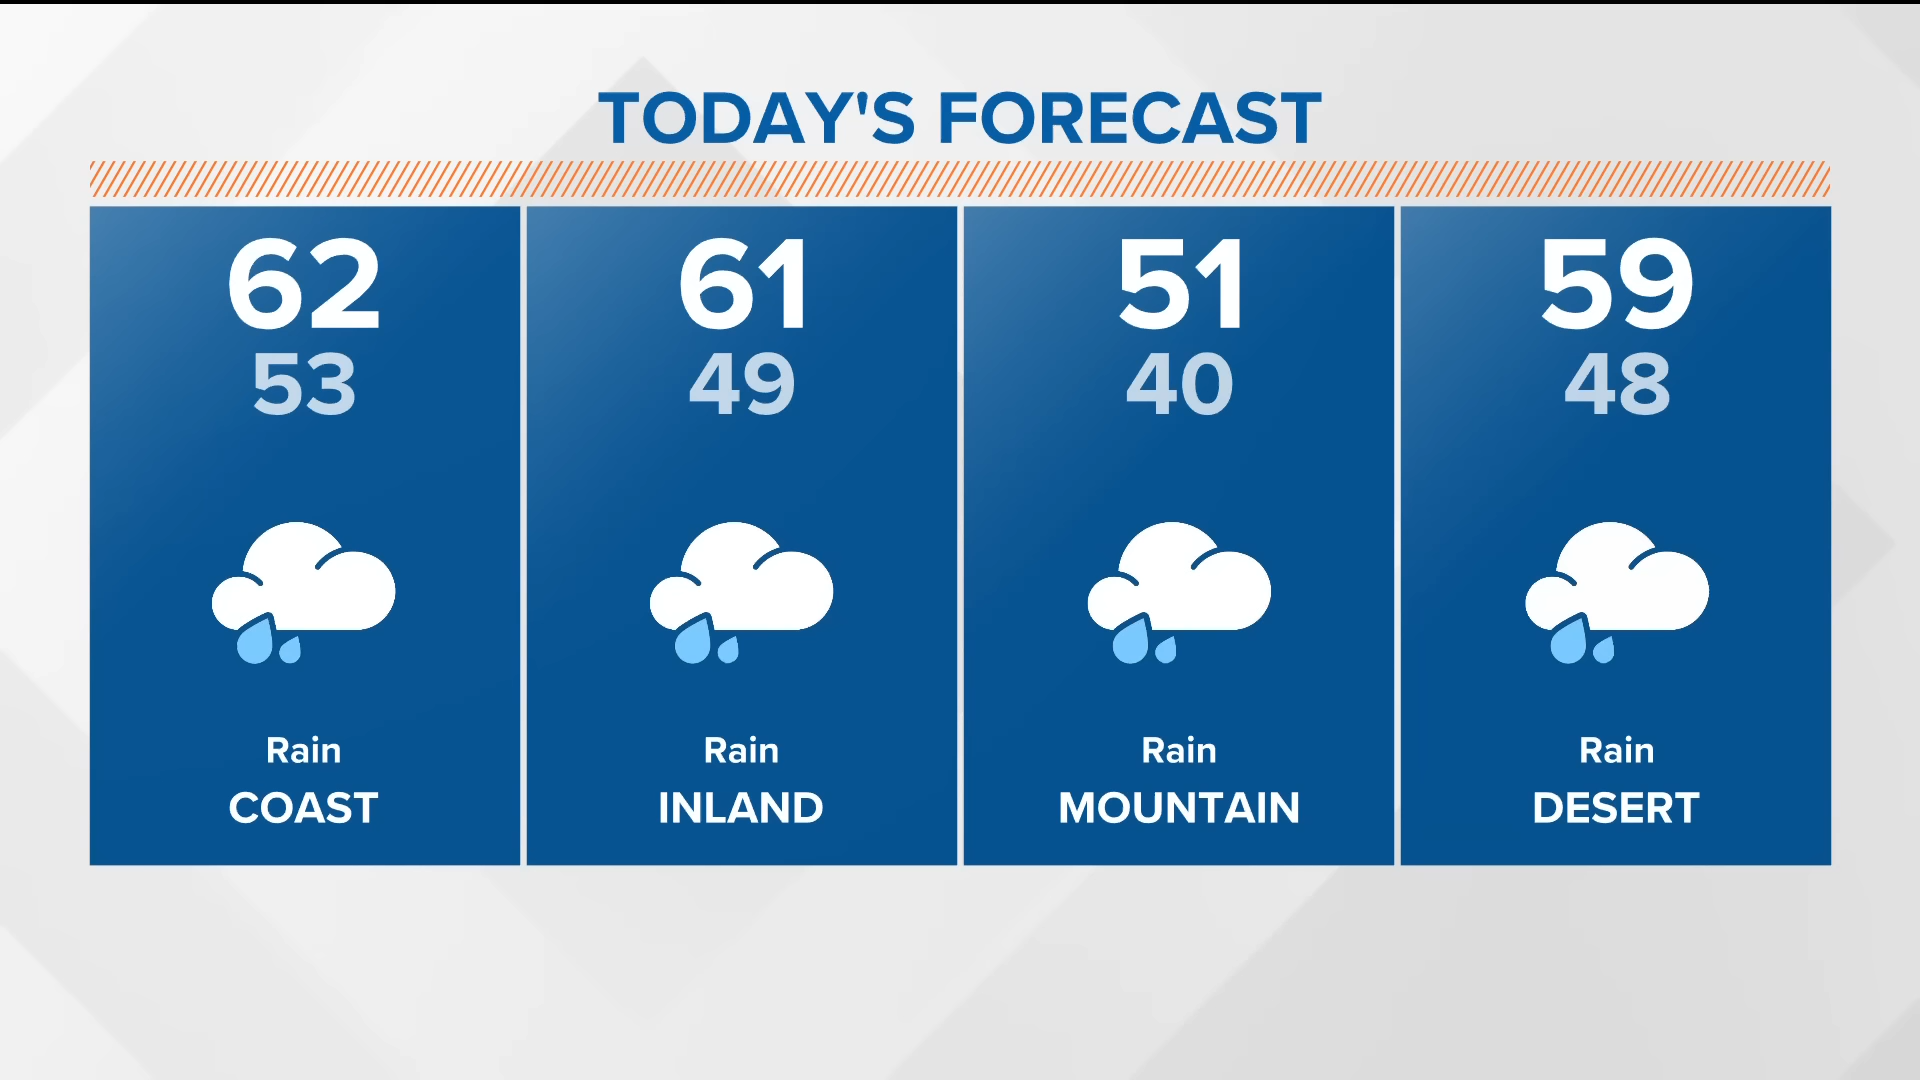 TODAY'S FORECAST
62
53
Rain
COAST
61
49
Rain
INLAND
51
40
Rain
MOUNTAIN
59
48
Rain
DESERT